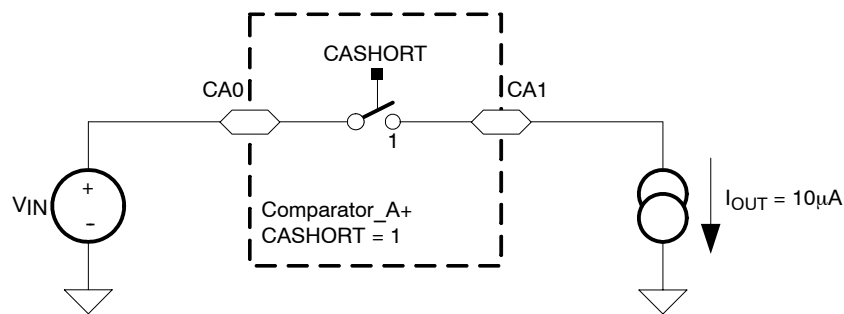 CASHORT
CA0
CA1
1
VIN
+
-
Comparator_A+
CASHORT = 1
IOUT = 10μA